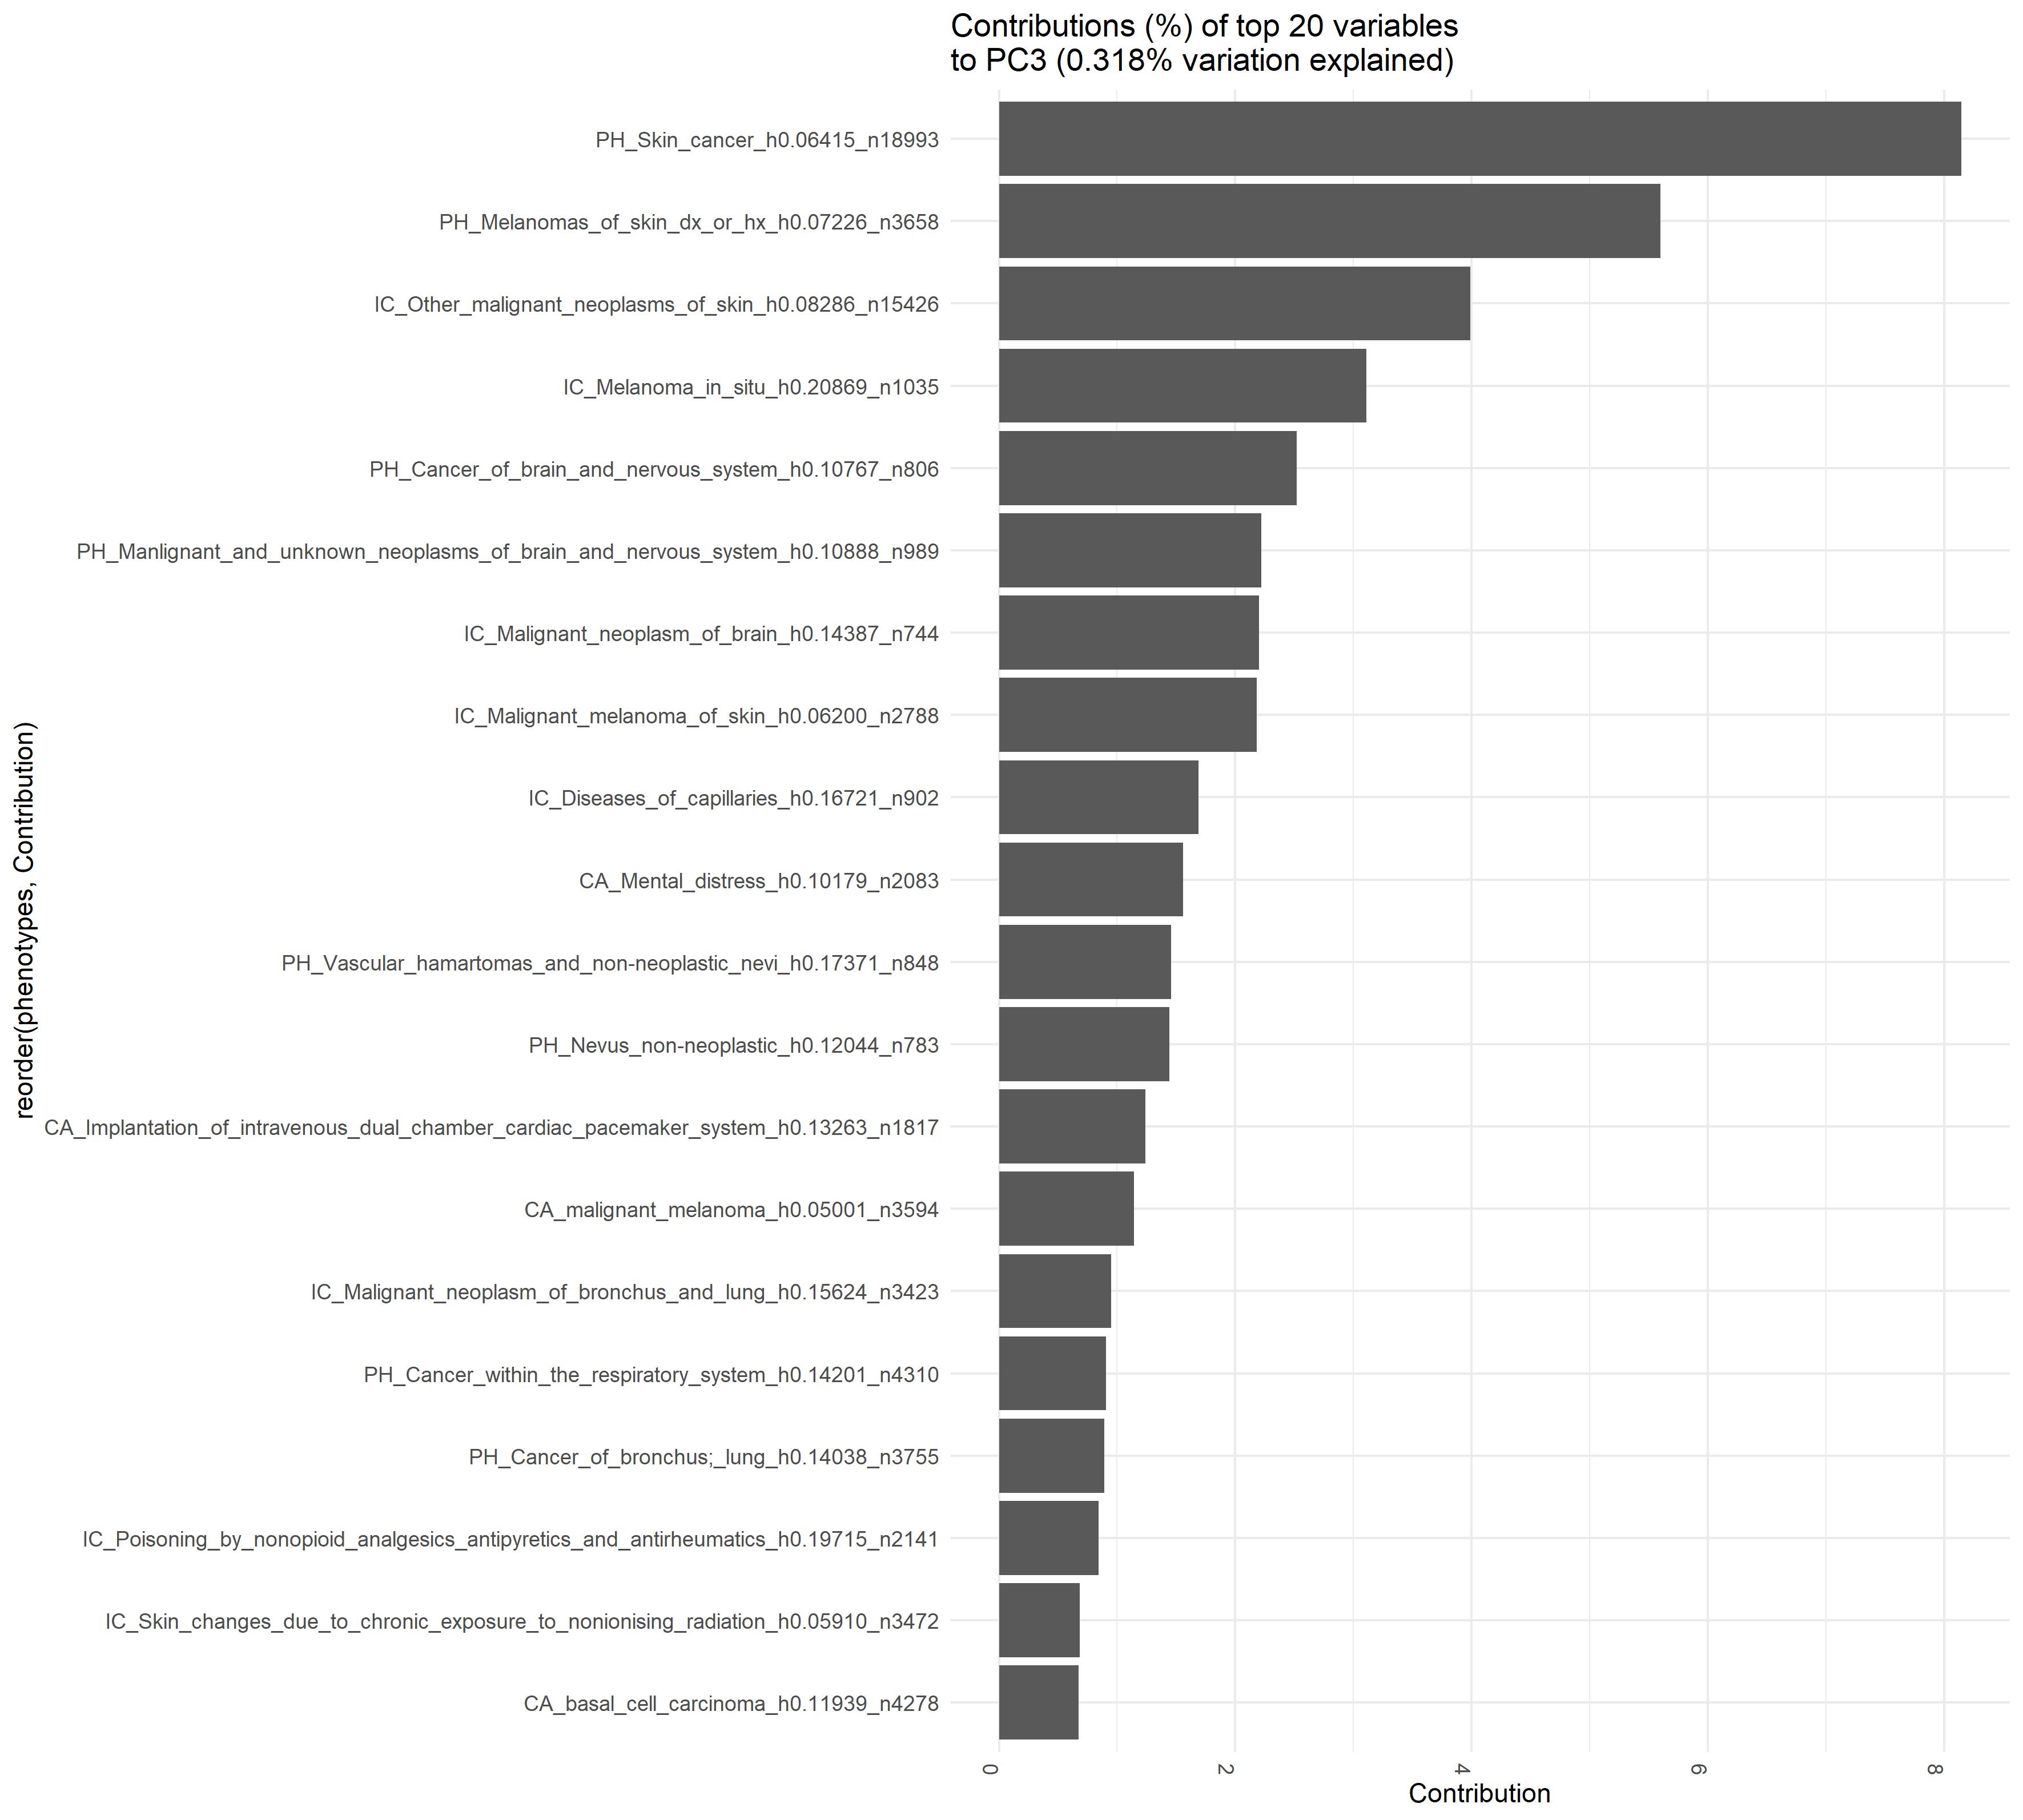 Contributions (%) of top 20 variables
to PC3 (0.318% variation explained)
PH_Skin_cancer_h0.06415_n18993
PH_Melanomas_of_skin_dx_or_hx_h0.07226_n3658
IC_Other_malignant_neoplasms_of_skin_h0.08286_n15426
IC_Melanoma_in_situ_h0.20869_n1035
PH_Cancer_of_brain_and_nervous_system_h0.10767_n806
PH_Manlignant_and_unknown_neoplasms_of_brain_and_nervous_system_h0.10888_n989
IC_Malignant_neoplasm_of_brain_h0.14387_n744
IC_Malignant_melanoma_of_skin_h0.06200_n2788
IC_Diseases_of_capillaries_h0.16721_n902
CA_Mental_distress_h0.10179_n2083
PH_Vascular_hamartomas_and_non-neoplastic_nevi_h0.17371_n848
PH_Nevus_non-neoplastic_h0.12044_n783
CA_Implantation_of_intravenous_dual_chamber_cardiac_pacemaker_system_h0.13263_n1817
CA_malignant_melanoma_h0.05001_n3594
IC_Malignant_neoplasm_of_bronchus_and_lung_h0.15624_n3423
PH_Cancer_within_the_respiratory_system_h0.14201_n4310
PH_Cancer_of_bronchus;_lung_h0.14038_n3755
IC_Poisoning_by_nonopioid_analgesics_antipyretics_and_antirheumatics_h0.19715_n2141
IC_Skin_changes_due_to_chronic_exposure_to_nonionising_radiation_h0.05910_n3472
CA_basal_cell_carcinoma_h0.11939_n4278
reorder(phenotypes, Contribution)
0 2 4 6 8
Contribution